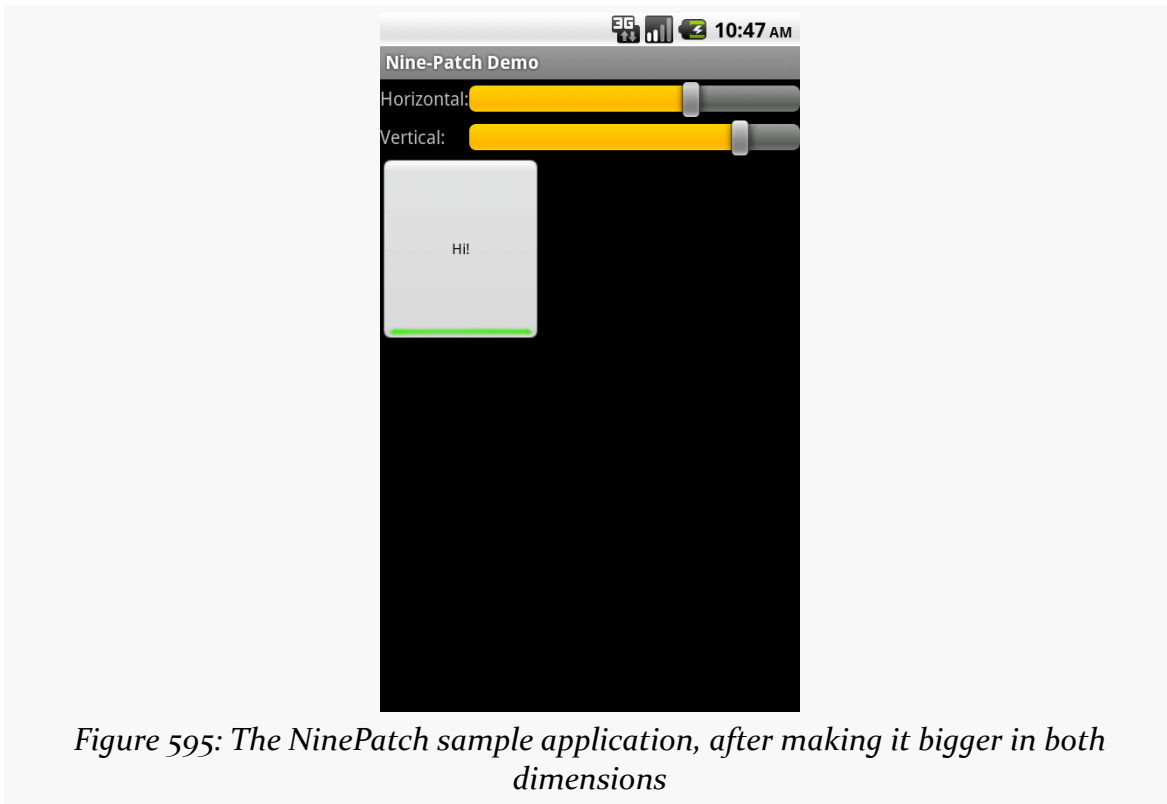 3G 10:47 AM
Nine-Patch Demo
Horizontal:
Vertical:
Hi!
Figure 595: The NinePatch sample application, after making it bigger in both
dimensions